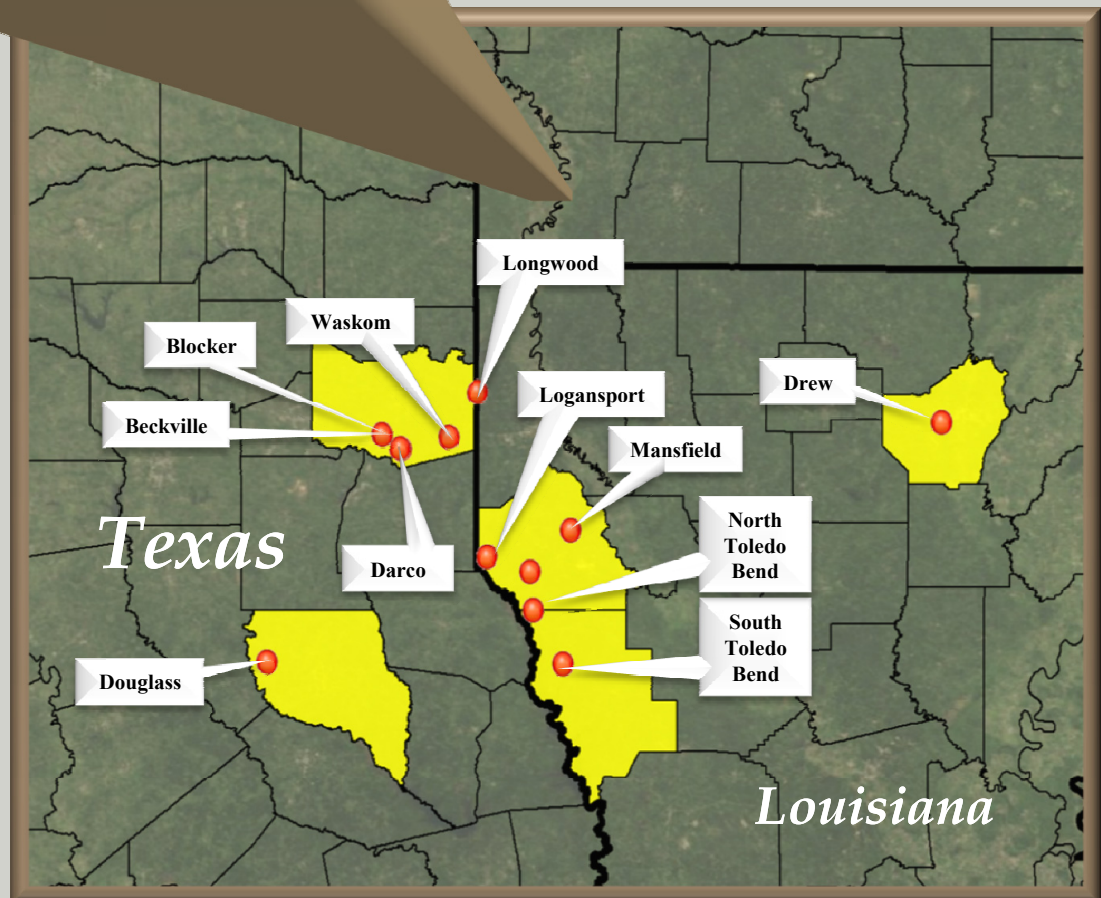 Longwood
Waskom
Blocker
Logansport
Drew
Beckville
Mansfield
North
Toledo
Bend
Texas
Darco
South
Toledo
Bend
Douglass
Louisiana